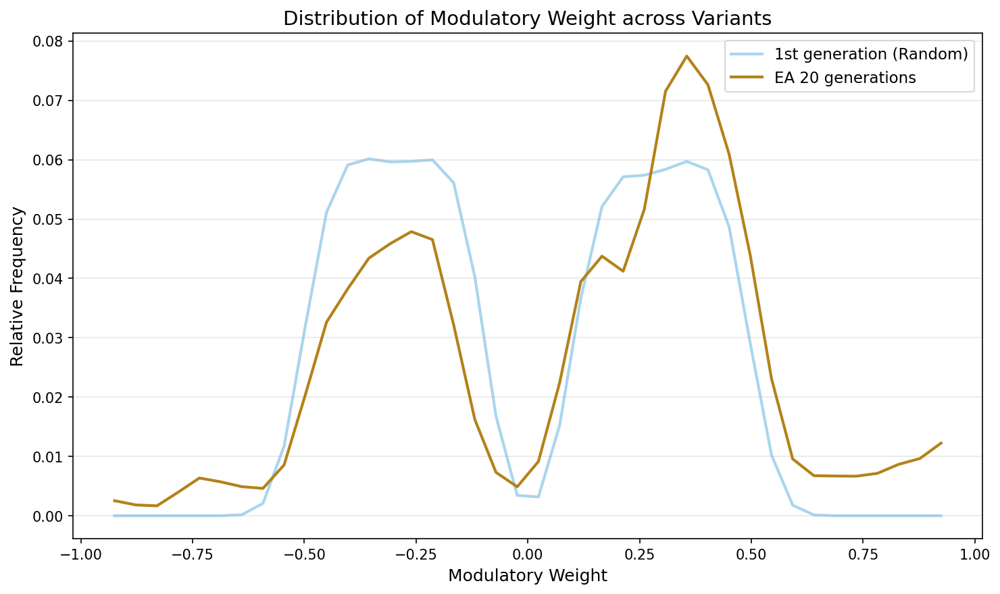 Distribution of Modulatory Weight across Variants
1st generation (Random)
EA 20 generations
Relative Frequency
0.08
0.07
0.06
0.05
0.04
0.03
0.02
0.01
0.00
−1.00 −0.75 −0.50 −0.25 0.00 0.25 0.50 0.75 1.00
Modulatory Weight